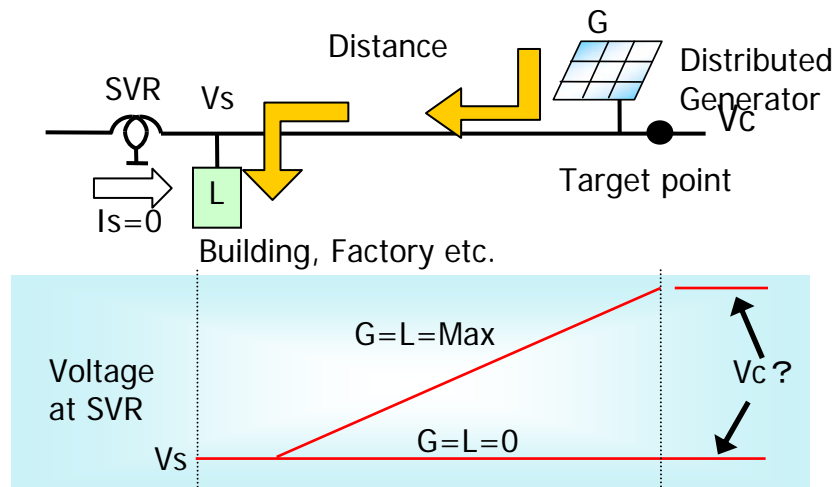 G
Distance
Distributed
Generator
SVR
Vs
Vc
L
Target point
Is=0
Building, Factory etc.
G=L=Max
Voltage
at SVR
Vc ?
G=L=0
Vs